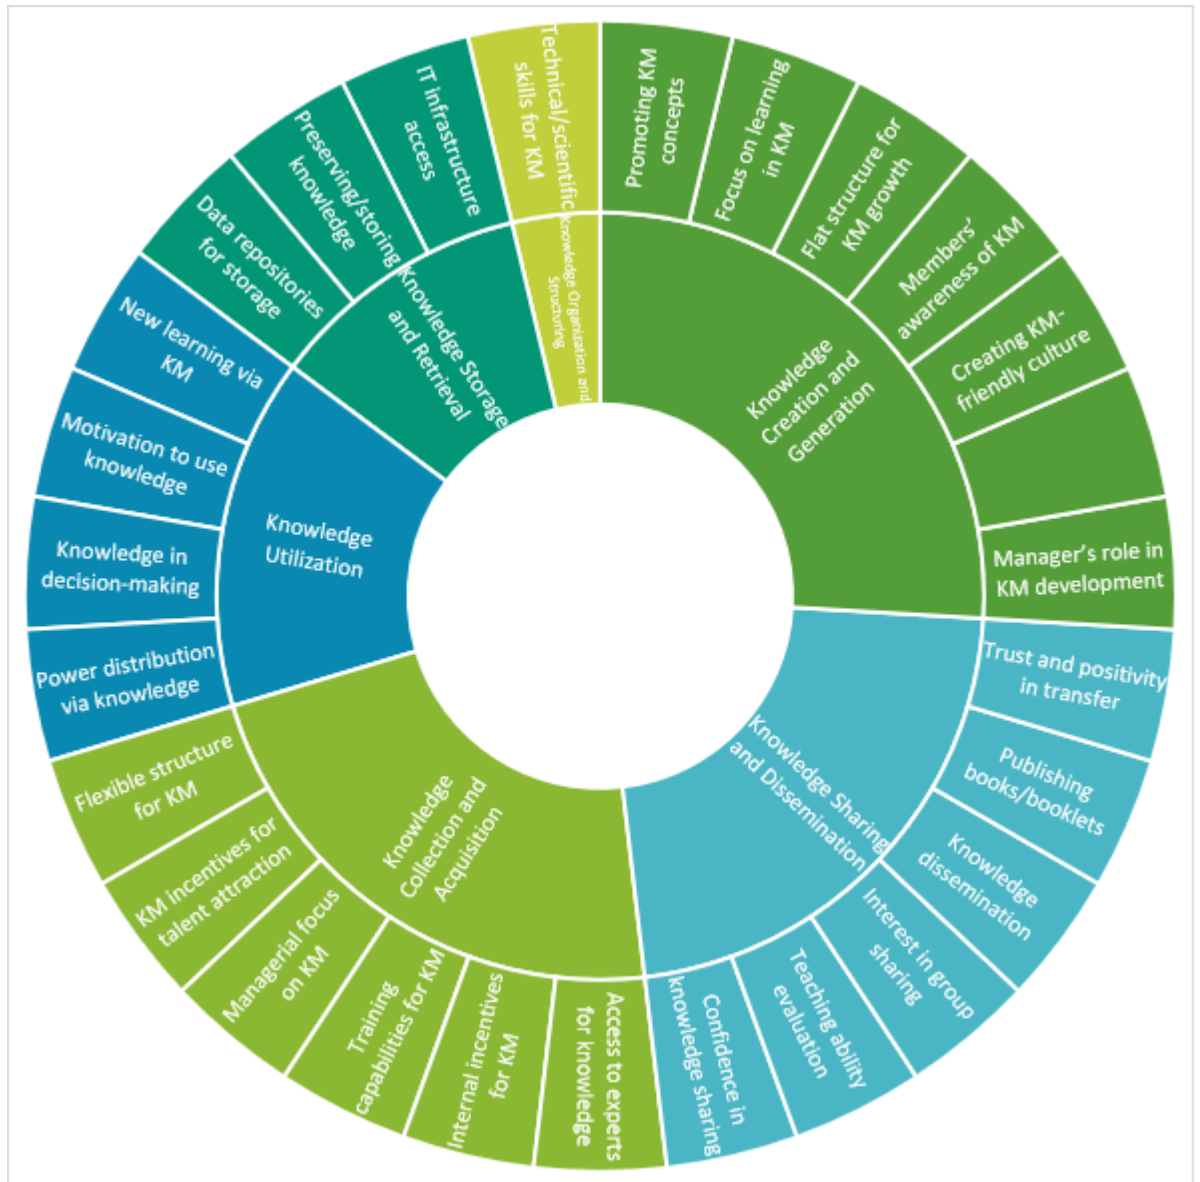 Promoting KM
concepts
Focus on learning
in KM
Flat structure for
KM growth
Members’
awareness of KM
Creating KM-
friendly culture
Manager’s role in
KM development
Knowledge
Creation and
Generation
Trust and positivity
in transfer
Publishing
books/booklets
Knowledge
dissemination
Interest in group
sharing
Teaching ability
evaluation
Confidence in
knowledge sharing
Knowledge Sharing
and Dissemination
Access to experts
for knowledge
Internal incentives
for KM
Training
capabilities for KM
Managerial focus
on KM
KM incentives for
talent attraction
Flexible structure
for KM
Knowledge
Collection and
Acquisition
Power distribution
via knowledge
Knowledge in
decision-making
Motivation to use
knowledge
New learning via
KM
Knowledge
Utilization
Data repositories
for storage
Preserving/storing
knowledge
IT infrastructure
access
Knowledge Storage
and Retrieval
Technical/scientific
skills for KM
Knowledge Organization and
Structuring